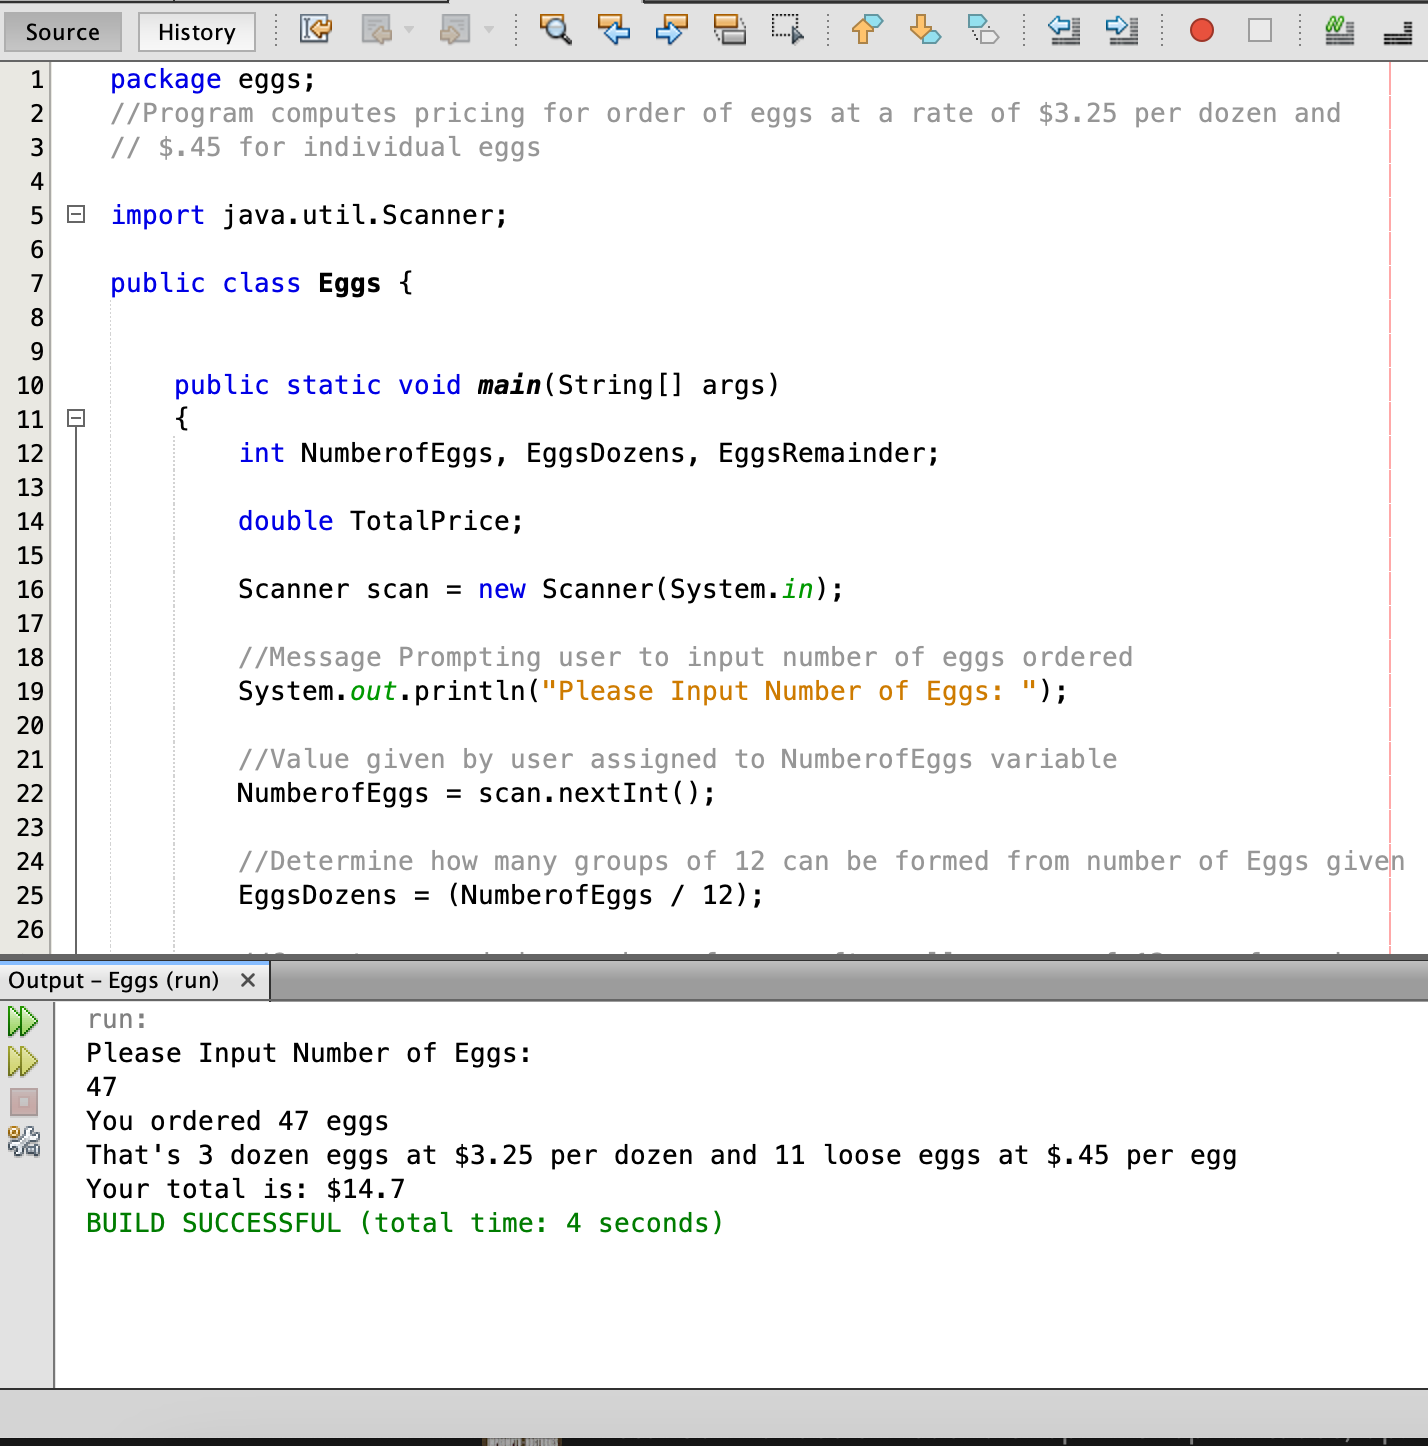 Source History
1 package eggs;
2 //Program computes pricing for order of eggs at a rate of $3.25 per dozen and
3 // $.45 for individual eggs
4
5 import java.util.Scanner;
6
7 public class Eggs {
8
9
10 public static void main(String[] args)
11 {
12 int NumberofEggs, EggsDozens, EggsRemainder;
13
14 double TotalPrice;
15
16 Scanner scan = new Scanner(System.in);
17
18 //Message Prompting user to input number of eggs ordered
19 System.out.println("Please Input Number of Eggs: ");
20
21 //Value given by user assigned to NumberofEggs variable
22 NumberofEggs = scan.nextInt();
23
24 //Determine how many groups of 12 can be formed from number of Eggs given
25 EggsDozens = (NumberofEggs / 12);
26
Output – Eggs (run)
run:
Please Input Number of Eggs:
47
You ordered 47 eggs
That's 3 dozen eggs at $3.25 per dozen and 11 loose eggs at $.45 per egg
Your total is: $14.7
BUILD SUCCESSFUL (total time: 4 seconds)